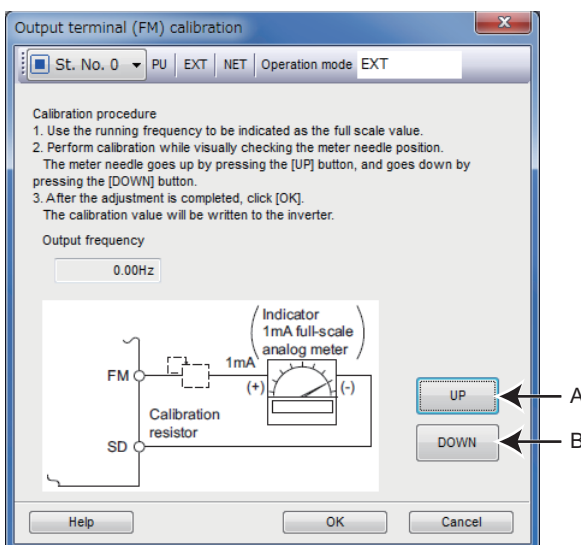 Output terminal (FM) calibration
St. No. 0 PU EXT NET Operation mode EXT
Calibration procedure
1. Use the running frequency to be indicated as the full scale value.
2. Perform calibration while visually checking the meter needle position.
The meter needle goes up by pressing the [UP] button, and goes down by
pressing the [DOWN] button.
3. After the adjustment is completed, click [OK].
The calibration value will be written to the inverter.
Output frequency
0.00Hz
Indicator
1mA full-scale
analog meter
1mA
FM
(+)
(-)
Calibration
resistor
SD
UP
A
DOWN
B
Help
OK
Cancel